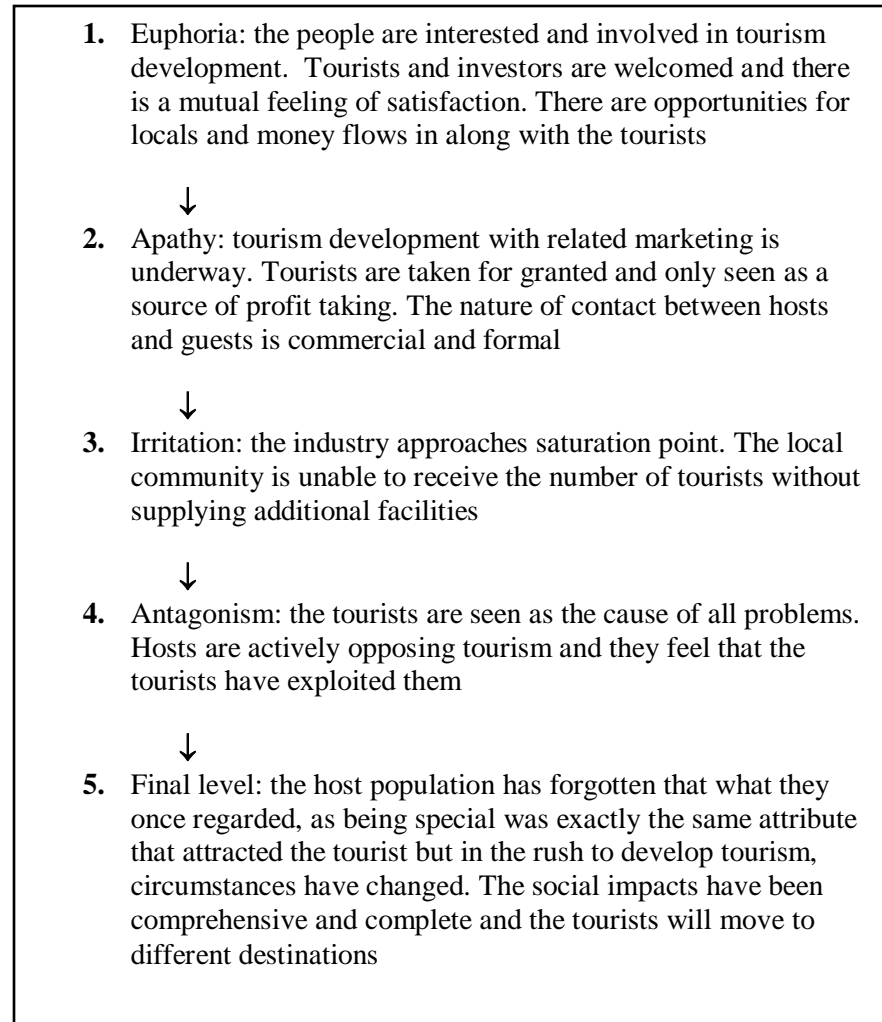 1. Euphoria: the people are interested and involved in tourism
development. Tourists and investors are welcomed and there
is a mutual feeling of satisfaction. There are opportunities for
locals and money flows in along with the tourists
↓
2. Apathy: tourism development with related marketing is
underway. Tourists are taken for granted and only seen as a
source of profit taking. The nature of contact between hosts
and guests is commercial and formal
↓
3. Irritation: the industry approaches saturation point. The local
community is unable to receive the number of tourists without
supplying additional facilities
↓
4. Antagonism: the tourists are seen as the cause of all problems.
Hosts are actively opposing tourism and they feel that the
tourists have exploited them
↓
5. Final level: the host population has forgotten that what they
once regarded, as being special was exactly the same attribute
that attracted the tourist but in the rush to develop tourism,
circumstances have changed. The social impacts have been
comprehensive and complete and the tourists will move to
different destinations